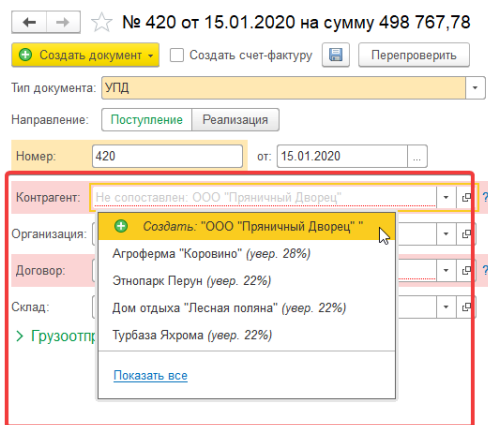 № 420 от 15.01.2020 на сумму 498 767,78
Создать документ Создать счет-фактуру Перепроверить
Тип документа: УПД
Направление: Поступление Реализация
Номер: 420 от: 15.01.2020 ...
Контрагент: Не сопоставлен: ООО "Пряничный Дворец" ?
Создать: "ООО "Пряничный Дворец" "
Организация:
Агроферма "Коровино" (увер. 28%)
Договор: ?
Этнопарк Перун (увер. 22%)
Склад:
Дом отдыха "Лесная поляна" (увер. 22%)
Турбаза Яхрома (увер. 22%)
Показать все